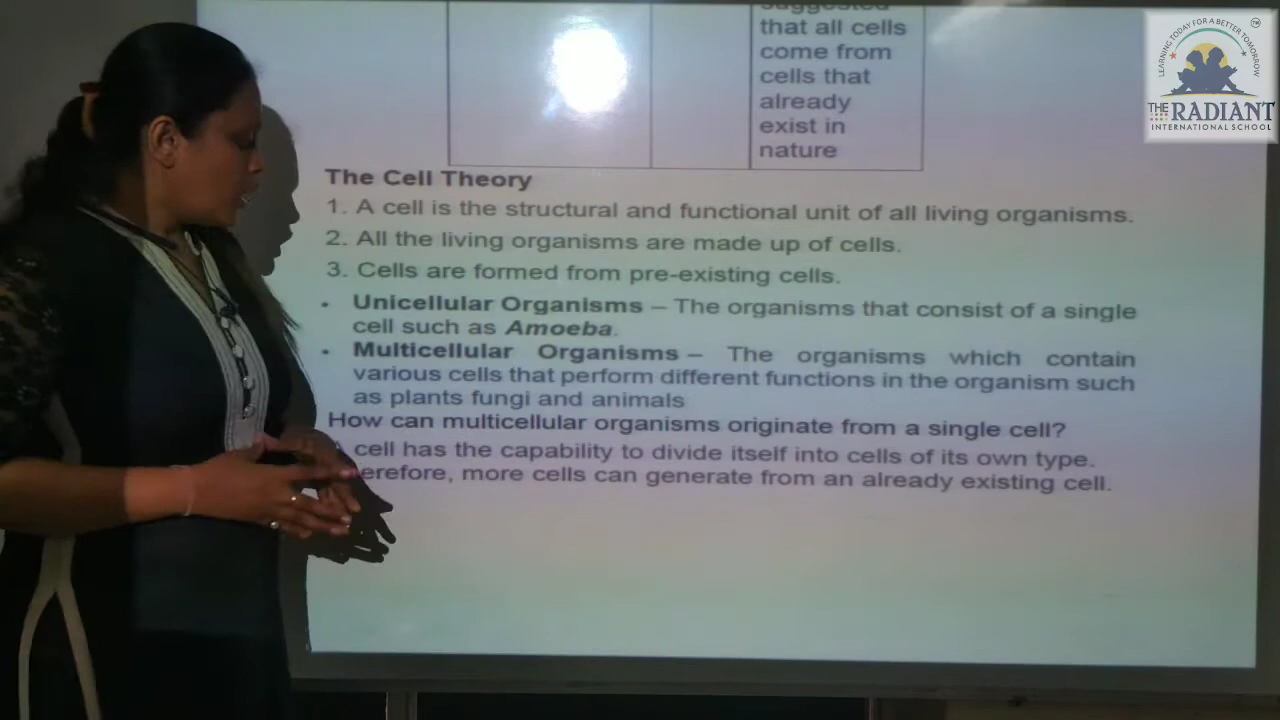 suggested
that all cells
come from
cells that
already
exist in
nature
The Cell Theory
1. A cell is the structural and functional unit of all living organisms.
2. All the living organisms are made up of cells.
3. Cells are formed from pre-existing cells.
• Unicellular Organisms – The organisms that consist of a single
cell such as Amoeba.
• Multicellular Organisms – The organisms which contain
various cells that perform different functions in the organism such
as plants fungi and animals
How can multicellular organisms originate from a single cell?
cell has the capability to divide itself into cells of its own type.
erefore, more cells can generate from an already existing cell.
LEARNING TODAY FOR A BETTER TOMORROW
THE RADIANT
INTERNATIONAL SCHOOL